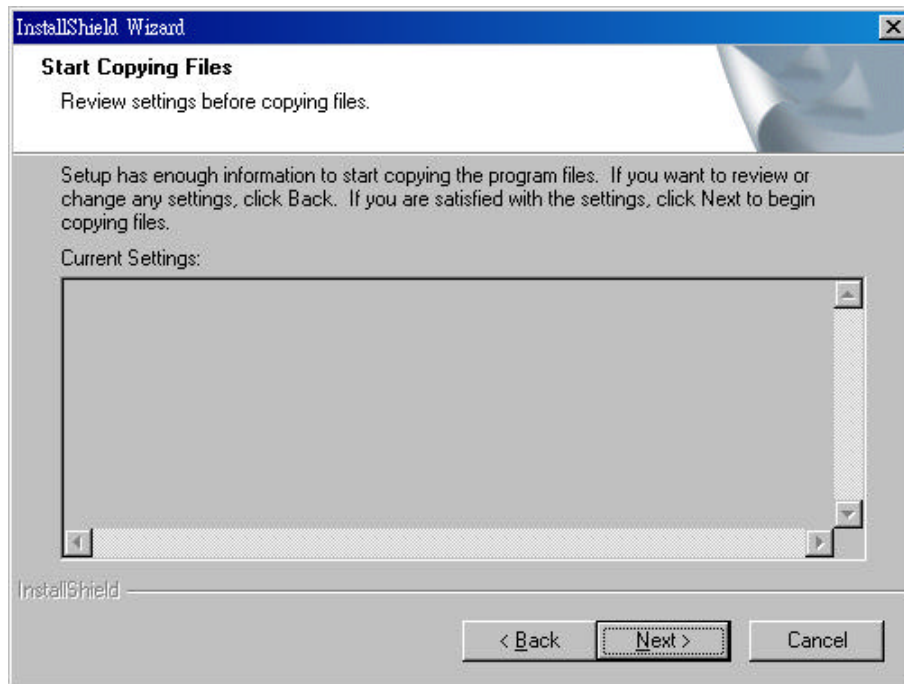 InstallShield Wizard
Start Copying Files
Review settings before copying files.
Setup has enough information to start copying the program files.  If you want to review or
change any settings, click Back.  If you are satisfied with the settings, click Next to begin
copying files.
Current Settings:
InstallShield
< Back
Next >
Cancel